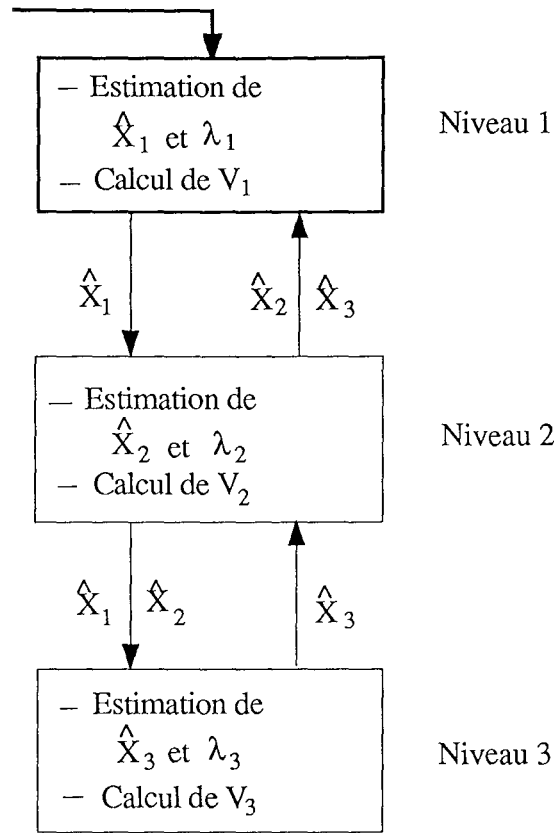 – Estimation de
X̂₁ et λ₁
– Calcul de V₁
Niveau 1
X̂₁
X̂₂ X̂₃
– Estimation de
X̂₂ et λ₂
– Calcul de V₂
Niveau 2
X̂₁ X̂₂
X̂₃
– Estimation de
X̂₃ et λ₃
– Calcul de V₃
Niveau 3